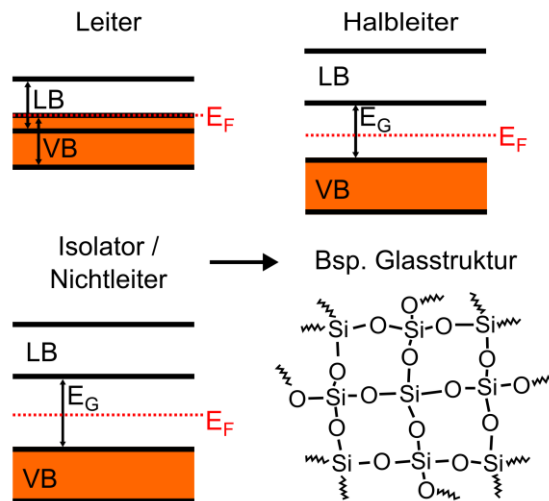 Leiter
Halbleiter
LB
E_F
VB
LB
E_G
E_F
VB
Isolator /
Nichtleiter
Bsp. Glasstruktur
LB
E_G
E_F
VB
O
Si O Si O Si
O O O
O Si O Si O Si O
O O O
Si O Si O Si
O